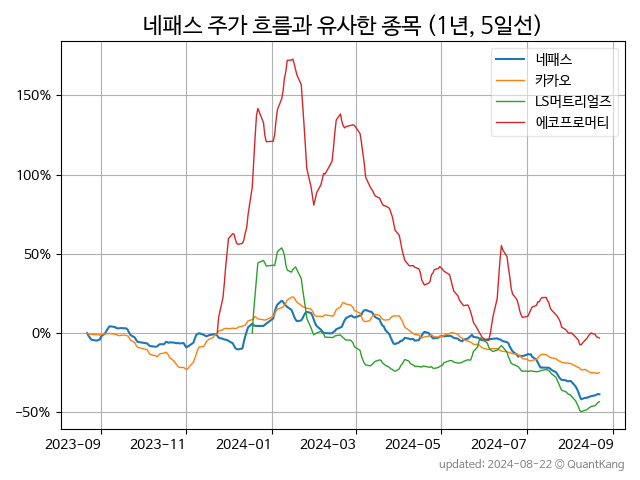 네패스 주가 흐름과 유사한 종목 (1년, 5일선)
네패스
카카오
LS머트리얼즈
에코프로머티
150%
100%
50%
0%
−50%
2023-09 2023-11 2024-01 2024-03 2024-05 2024-07 2024-09
updated: 2024-08-22 © QuantKang